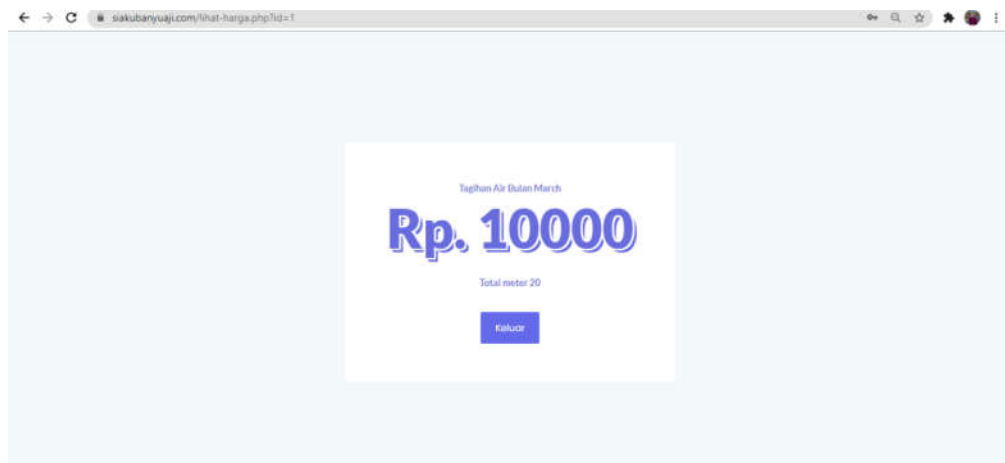 siakubanyuaji.com/lihat-harga.php?id=1
Tagihan Air Bulan March
Rp. 10000
Total meter 20
Keluar